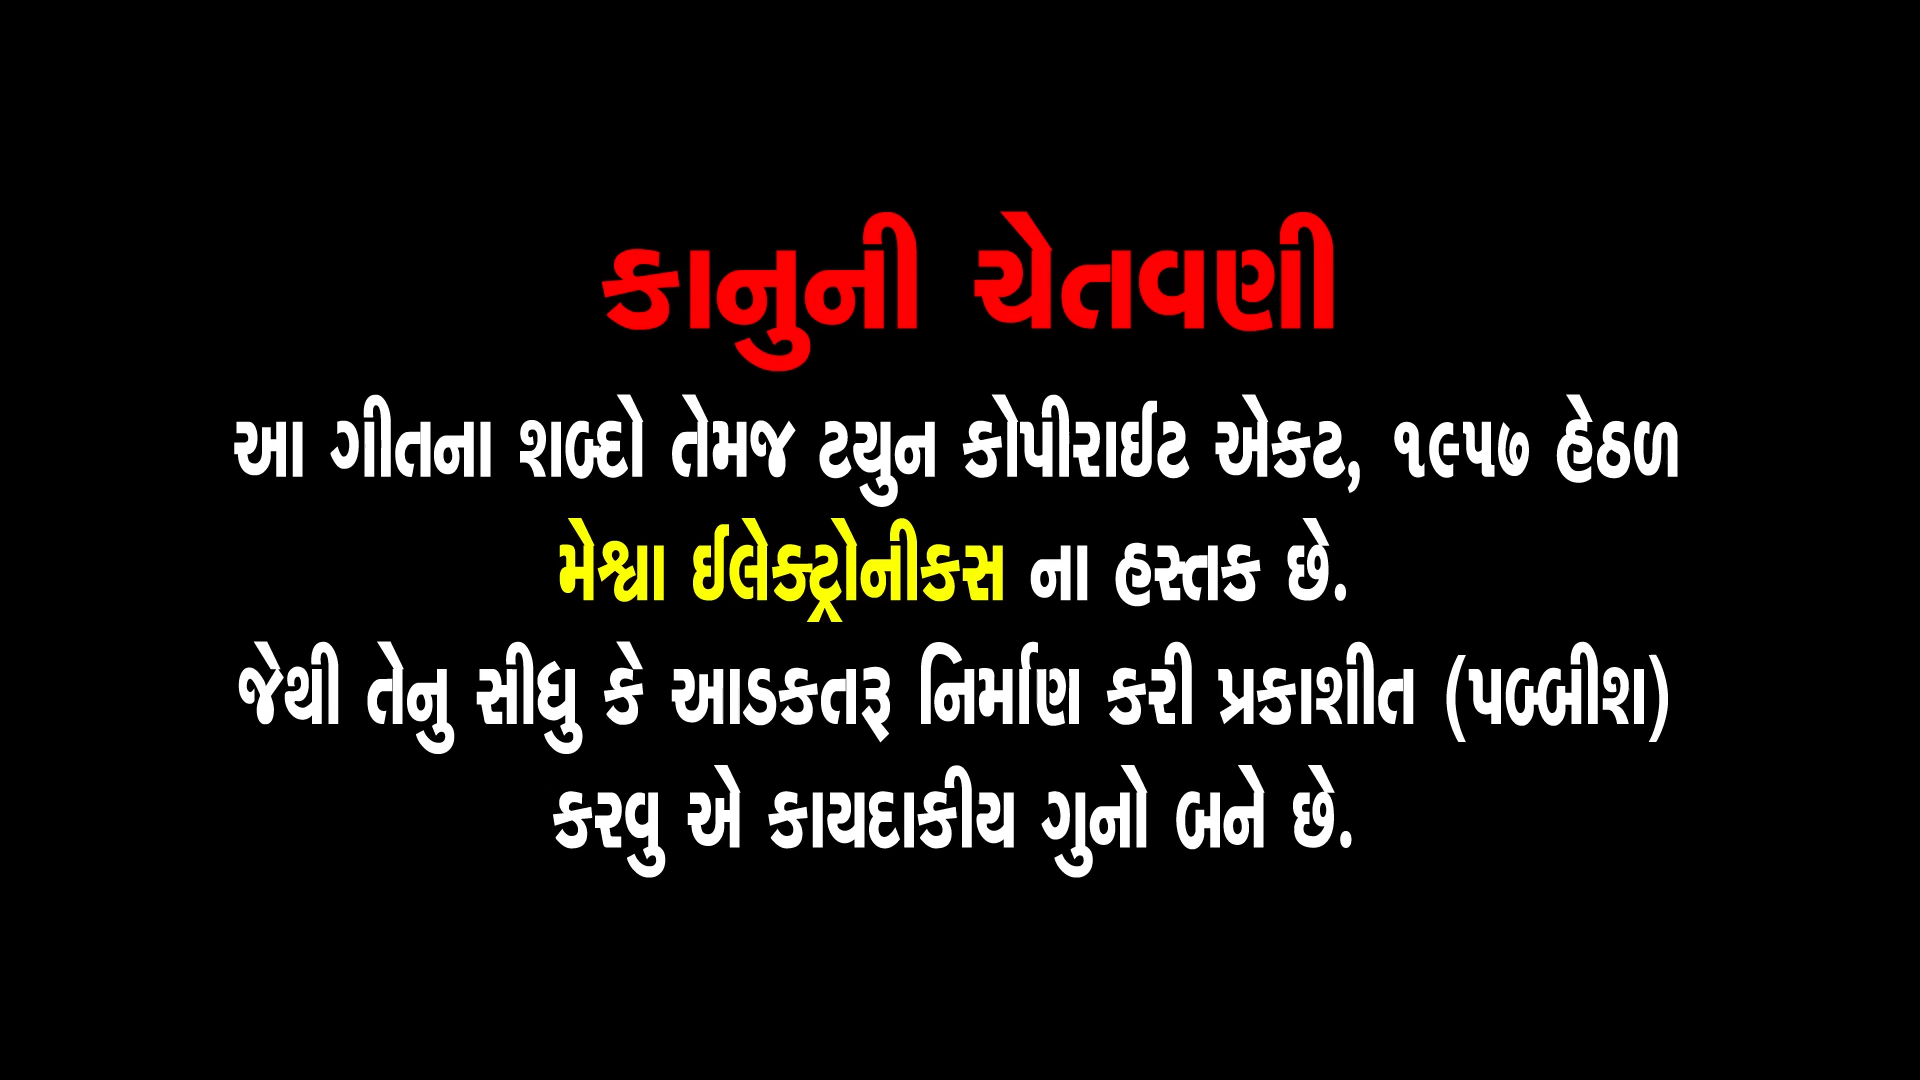 કાનુની ચેતવણી
આ ગીતના શબ્દો તેમજ ટયુન કોપીરાઈટ એકટ, ૧૯૫૭ હેઠળ
મેશ્વા ઈલેક્ટ્રોનીકસ ના હસ્તક છે.
જેથી તેનુ સીધુ કે આડકતરૂ નિર્માણ કરી પ્રકાશીત (પબ્બીશ)
કરવુ એ કાયદાકીય ગુનો બને છે.